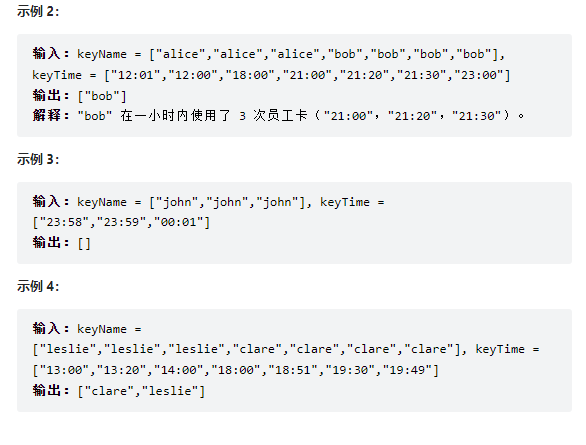 示例 2：
输入：keyName = ["alice","alice","alice","bob","bob","bob","bob"],
keyTime = ["12:01","12:00","18:00","21:00","21:20","21:30","23:00"]
输出：["bob"]
解释："bob" 在一小时内使用了 3 次员工卡（"21:00"，"21:20"，"21:30"）。
示例 3：
输入：keyName = ["john","john","john"], keyTime =
["23:58","23:59","00:01"]
输出：[]
示例 4：
输入：keyName =
["leslie","leslie","leslie","clare","clare","clare","clare"], keyTime =
["13:00","13:20","14:00","18:00","18:51","19:30","19:49"]
输出：["clare","leslie"]